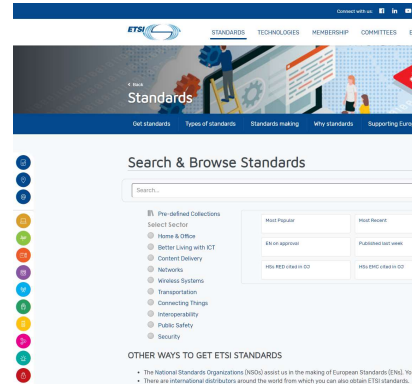 Connect with us:
ETSI
STANDARDS TECHNOLOGIES MEMBERSHIP COMMITTEES E
Back
Standards
Get standards Types of standards Standards making Why standards Supporting Euro
Search & Browse Standards
Search...
Pre-defined Collections
Select Sector
Home & Office
Better Living with ICT
Content Delivery
Networks
Wireless Systems
Transportation
Connecting Things
Interoperability
Public Safety
Security
Most Popular Most Recent
EN on approval Published last week
HSs RED cited in OJ HSs EMC cited in OJ
OTHER WAYS TO GET ETSI STANDARDS
The National Standards Organizations (NSOs) assist us in the making of European Standards (ENs). Yo
There are international distributors around the world from which you can also obtain ETSI standards.